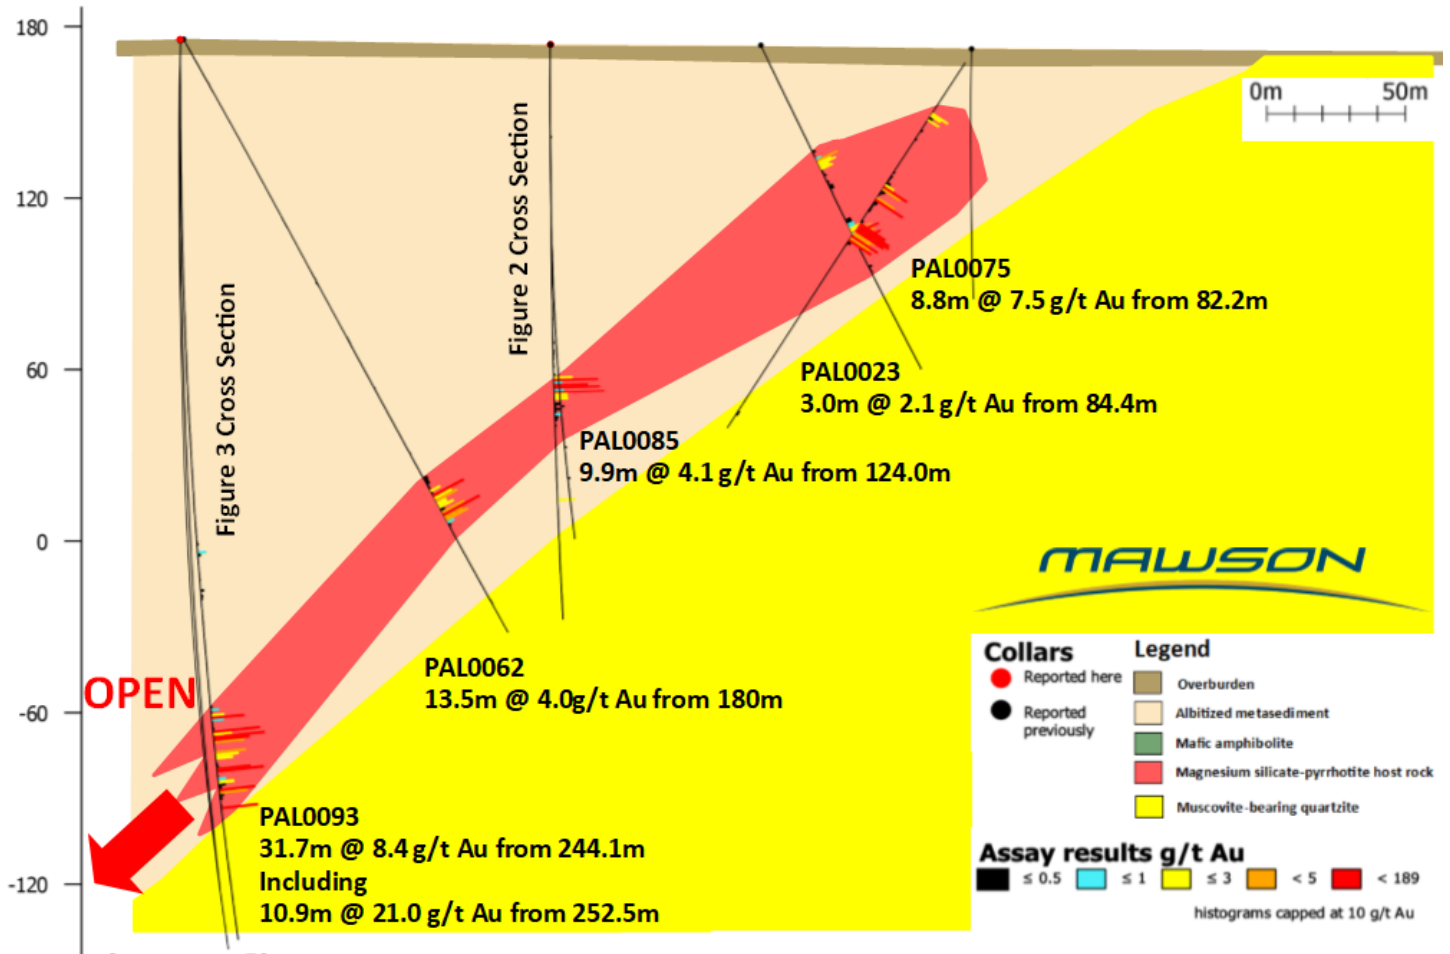 180
120
60
0
-60
-120
0m 50m
Figure 3 Cross Section
Figure 2 Cross Section
PAL0075
8.8m @ 7.5 g/t Au from 82.2m
PAL0023
3.0m @ 2.1 g/t Au from 84.4m
PAL0085
9.9m @ 4.1 g/t Au from 124.0m
PAL0062
13.5m @ 4.0g/t Au from 180m
OPEN
PAL0093
31.7m @ 8.4 g/t Au from 244.1m
Including
10.9m @ 21.0 g/t Au from 252.5m
MAWSON
Collars
Reported here
Reported
previously
Legend
Overburden
Albitized metasediment
Mafic amphibolite
Magnesium silicate-pyrrhotite host rock
Muscovite-bearing quartzite
Assay results g/t Au
≤ 0.5 ≤ 1 ≤ 3 < 5 < 189
histograms capped at 10 g/t Au